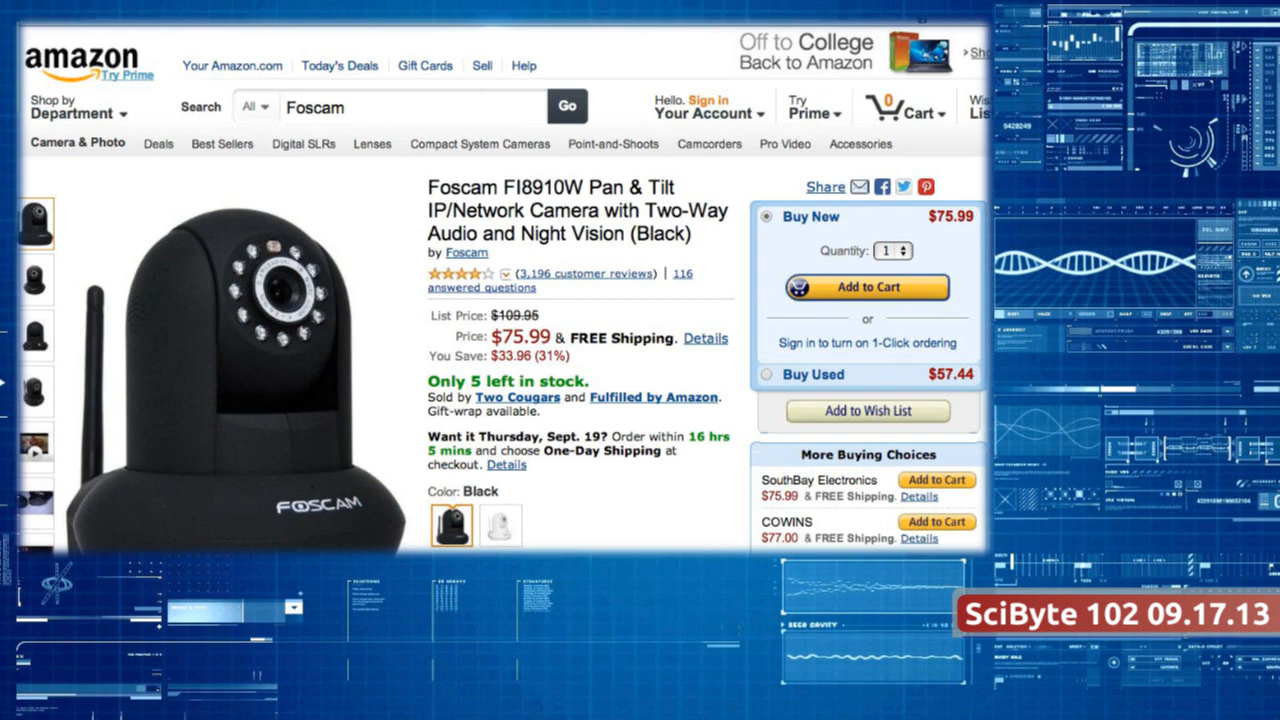 amazon
Try Prime
Your Amazon.com
Today's Deals
Gift Cards
Sell
Help
Off to College
Back to Amazon
Sho
Shop by
Department
Search
All
Foscam
Go
Hello. Sign in
Your Account
Try
Prime
0
Cart
Wis
List
Camera & Photo
Deals
Best Sellers
Digital SLRs
Lenses
Compact System Cameras
Point-and-Shoots
Camcorders
Pro Video
Accessories
FOSCAM
Foscam FI8910W Pan & Tilt
IP/Network Camera with Two-Way
Audio and Night Vision (Black)
by Foscam
(3,196 customer reviews) | 116
answered questions
List Price: $109.95
Price: $75.99 & FREE Shipping. Details
You Save: $33.96 (31%)
Only 5 left in stock.
Sold by Two Cougars and Fulfilled by Amazon.
Gift-wrap available.
Want it Thursday, Sept. 19? Order within 16 hrs
5 mins and choose One-Day Shipping at
checkout. Details
Color: Black
Share
Buy New
$75.99
Quantity: 1
Add to Cart
or
Sign in to turn on 1-Click ordering
Buy Used
$57.44
Add to Wish List
More Buying Choices
SouthBay Electronics
Add to Cart
$75.99 & FREE Shipping. Details
COWINS
Add to Cart
$77.00 & FREE Shipping. Details
SciByte 102 09.17.13